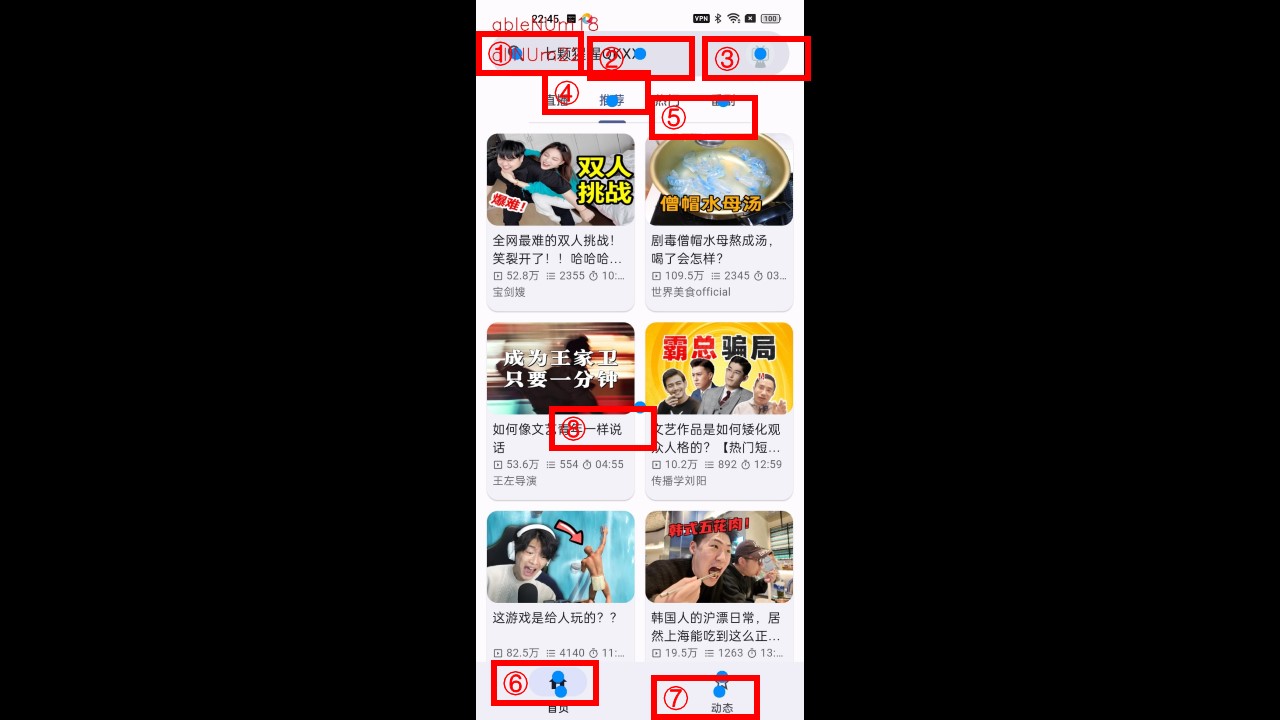 22:45 VPN 100
ableNUm18
① ② ③
④ 直播 推荐 热门 番剧
⑤
双人
挑战
爆难！
僧帽水母汤
全网最难的双人挑战！
笑裂开了！！哈哈哈...
52.8万 2355 10:...
宝剑嫂
剧毒僧帽水母熬成汤，
喝了会怎样？
109.5万 2345 03...
世界美食official
成为王家卫
只要一分钟
霸总骗局
如何像文艺青年一样说
话
⑧
53.6万 554 04:55
王左导演
文艺作品是如何矮化观
众人格的？【热门短...
10.2万 892 12:59
传播学刘阳
韩式五花肉！
这游戏是给人玩的？？
82.5万 4140 11:...
韩国人的沪漂日常，居
然上海能吃到这么正...
19.5万 1263 13:...
⑥ 首页
⑦ 动态